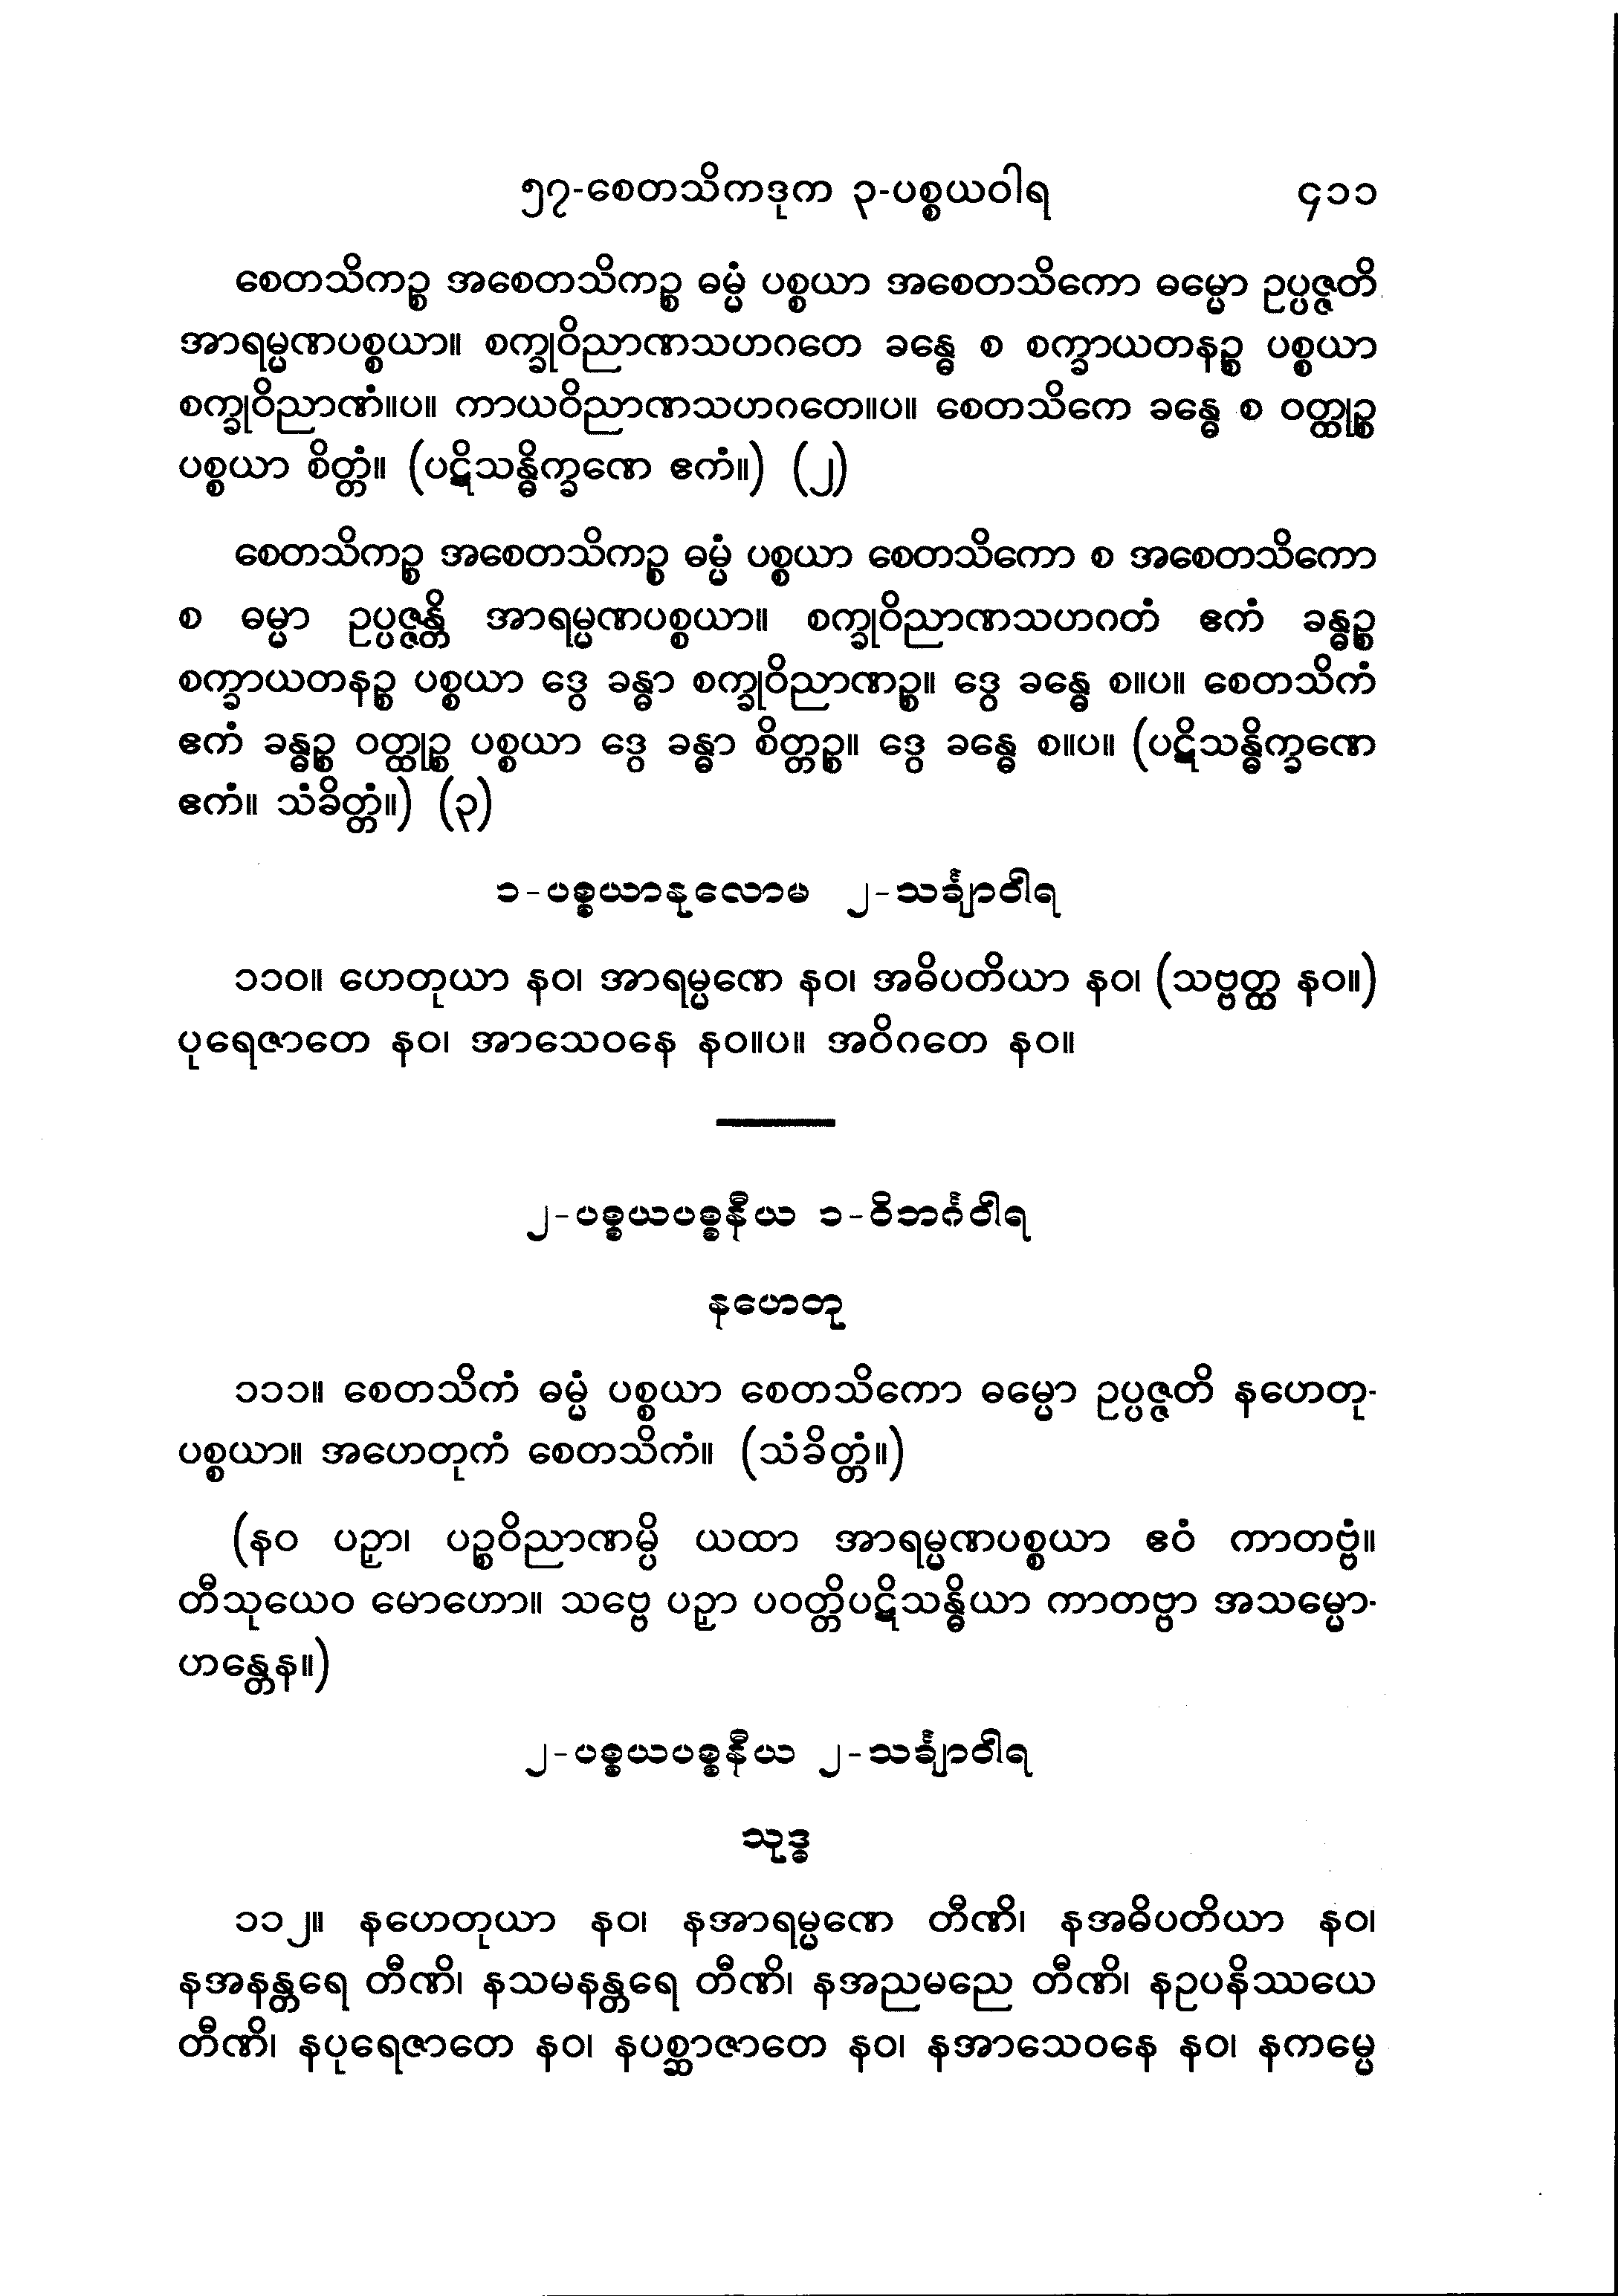 ၅၇-စေတသိကဒုက ၃-ပစ္စယဝါရ ၄၁၁
စေတသိကဉ္စ အစေတသိကဉ္စ ဓမ္မံ ပစ္စယာ အစေတသိကော ဓမ္မော ဥပ္ပဇ္ဇတိ
အာရမ္မဏပစ္စယာ။ စက္ခုဝိညာဏသဟဂတေ ခန္ဓေ စ စက္ခာယတနဉ္စ ပစ္စယာ
စက္ခုဝိညာဏံ။ပ။ ကာယဝိညာဏသဟဂတေ။ပ။ စေတသိကေ ခန္ဓေ စ ဝတ္ထုဉ္စ
ပစ္စယာ စိတ္တံ။ (ပဋိသန္ဓိက္ခဏေ ဧကံ။) (၂)
စေတသိကဉ္စ အစေတသိကဉ္စ ဓမ္မံ ပစ္စယာ စေတသိကော စ အစေတသိကော
စ ဓမ္မာ ဥပ္ပဇ္ဇန္တိ အာရမ္မဏပစ္စယာ။ စက္ခုဝိညာဏသဟဂတံ ဧကံ ခန္ဓဉ္စ
စက္ခာယတနဉ္စ ပစ္စယာ ဒွေ ခန္ဓာ စက္ခုဝိညာဏဉ္စ။ ဒွေ ခန္ဓေ စ။ပ။ စေတသိကံ
ဧကံ ခန္ဓဉ္စ ဝတ္ထုဉ္စ ပစ္စယာ ဒွေ ခန္ဓာ စိတ္တဉ္စ။ ဒွေ ခန္ဓေ စ။ပ။ (ပဋိသန္ဓိက္ခဏေ
ဧကံ။ သံခိတ္တံ။) (၃)
၁-ပစ္စယာနုလောမ ၂-သင်္ချာဝါရ
၁၁၀။ ဟေတုယာ နဝ၊ အာရမ္မဏေ နဝ၊ အဓိပတိယာ နဝ၊ (သဗ္ဗတ္ထ နဝ။)
ပုရေဇာတေ နဝ၊ အာသေဝနေ နဝ။ပ။ အဝိဂတေ နဝ။
၂-ပစ္စယပစ္စနီယ ၁-ဝိဘင်္ဂဝါရ
နဟေတု
၁၁၁။ စေတသိကံ ဓမ္မံ ပစ္စယာ စေတသိကော ဓမ္မော ဥပ္ပဇ္ဇတိ နဟေတု-
ပစ္စယာ။ အဟေတုကံ စေတသိကံ။ (သံခိတ္တံ။)
(နဝ ပဉှာ၊ ပဉ္စဝိညာဏမ္ပိ ယထာ အာရမ္မဏပစ္စယာ ဧဝံ ကာတဗ္ဗံ။
တီသုယေဝ မောဟော။ သဗ္ဗေ ပဉှာ ပဝတ္တိပဋိသန္ဓိယာ ကာတဗ္ဗာ အသမ္မော-
ဟန္တေန။)
၂-ပစ္စယပစ္စနီယ ၂-သင်္ချာဝါရ
သုဒ္ဓ
၁၁၂။ နဟေတုယာ နဝ၊ နအာရမ္မဏေ တီဏိ၊ နအဓိပတိယာ နဝ၊
နအနန္တရေ တီဏိ၊ နသမနန္တရေ တီဏိ၊ နအညမညေ တီဏိ၊ နဥပနိဿယေ
တီဏိ၊ နပုရေဇာတေ နဝ၊ နပစ္ဆာဇာတေ နဝ၊ နအာသေဝနေ နဝ၊ နကမ္မေ